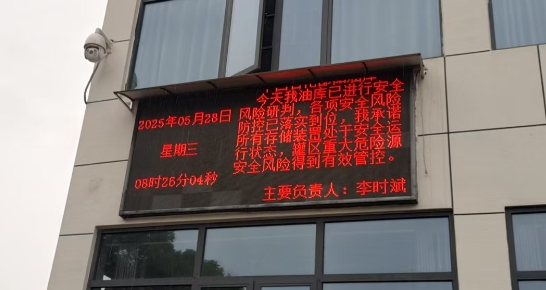 2025年05月28日
星期三
08时25分04秒
今天我油库已进行安全
风险研判，各项安全风险
防控已落实到位，我承诺
所有存储装置处于安全运
行状态，罐区重大危险源
安全风险得到有效管控。
主要负责人：李时斌